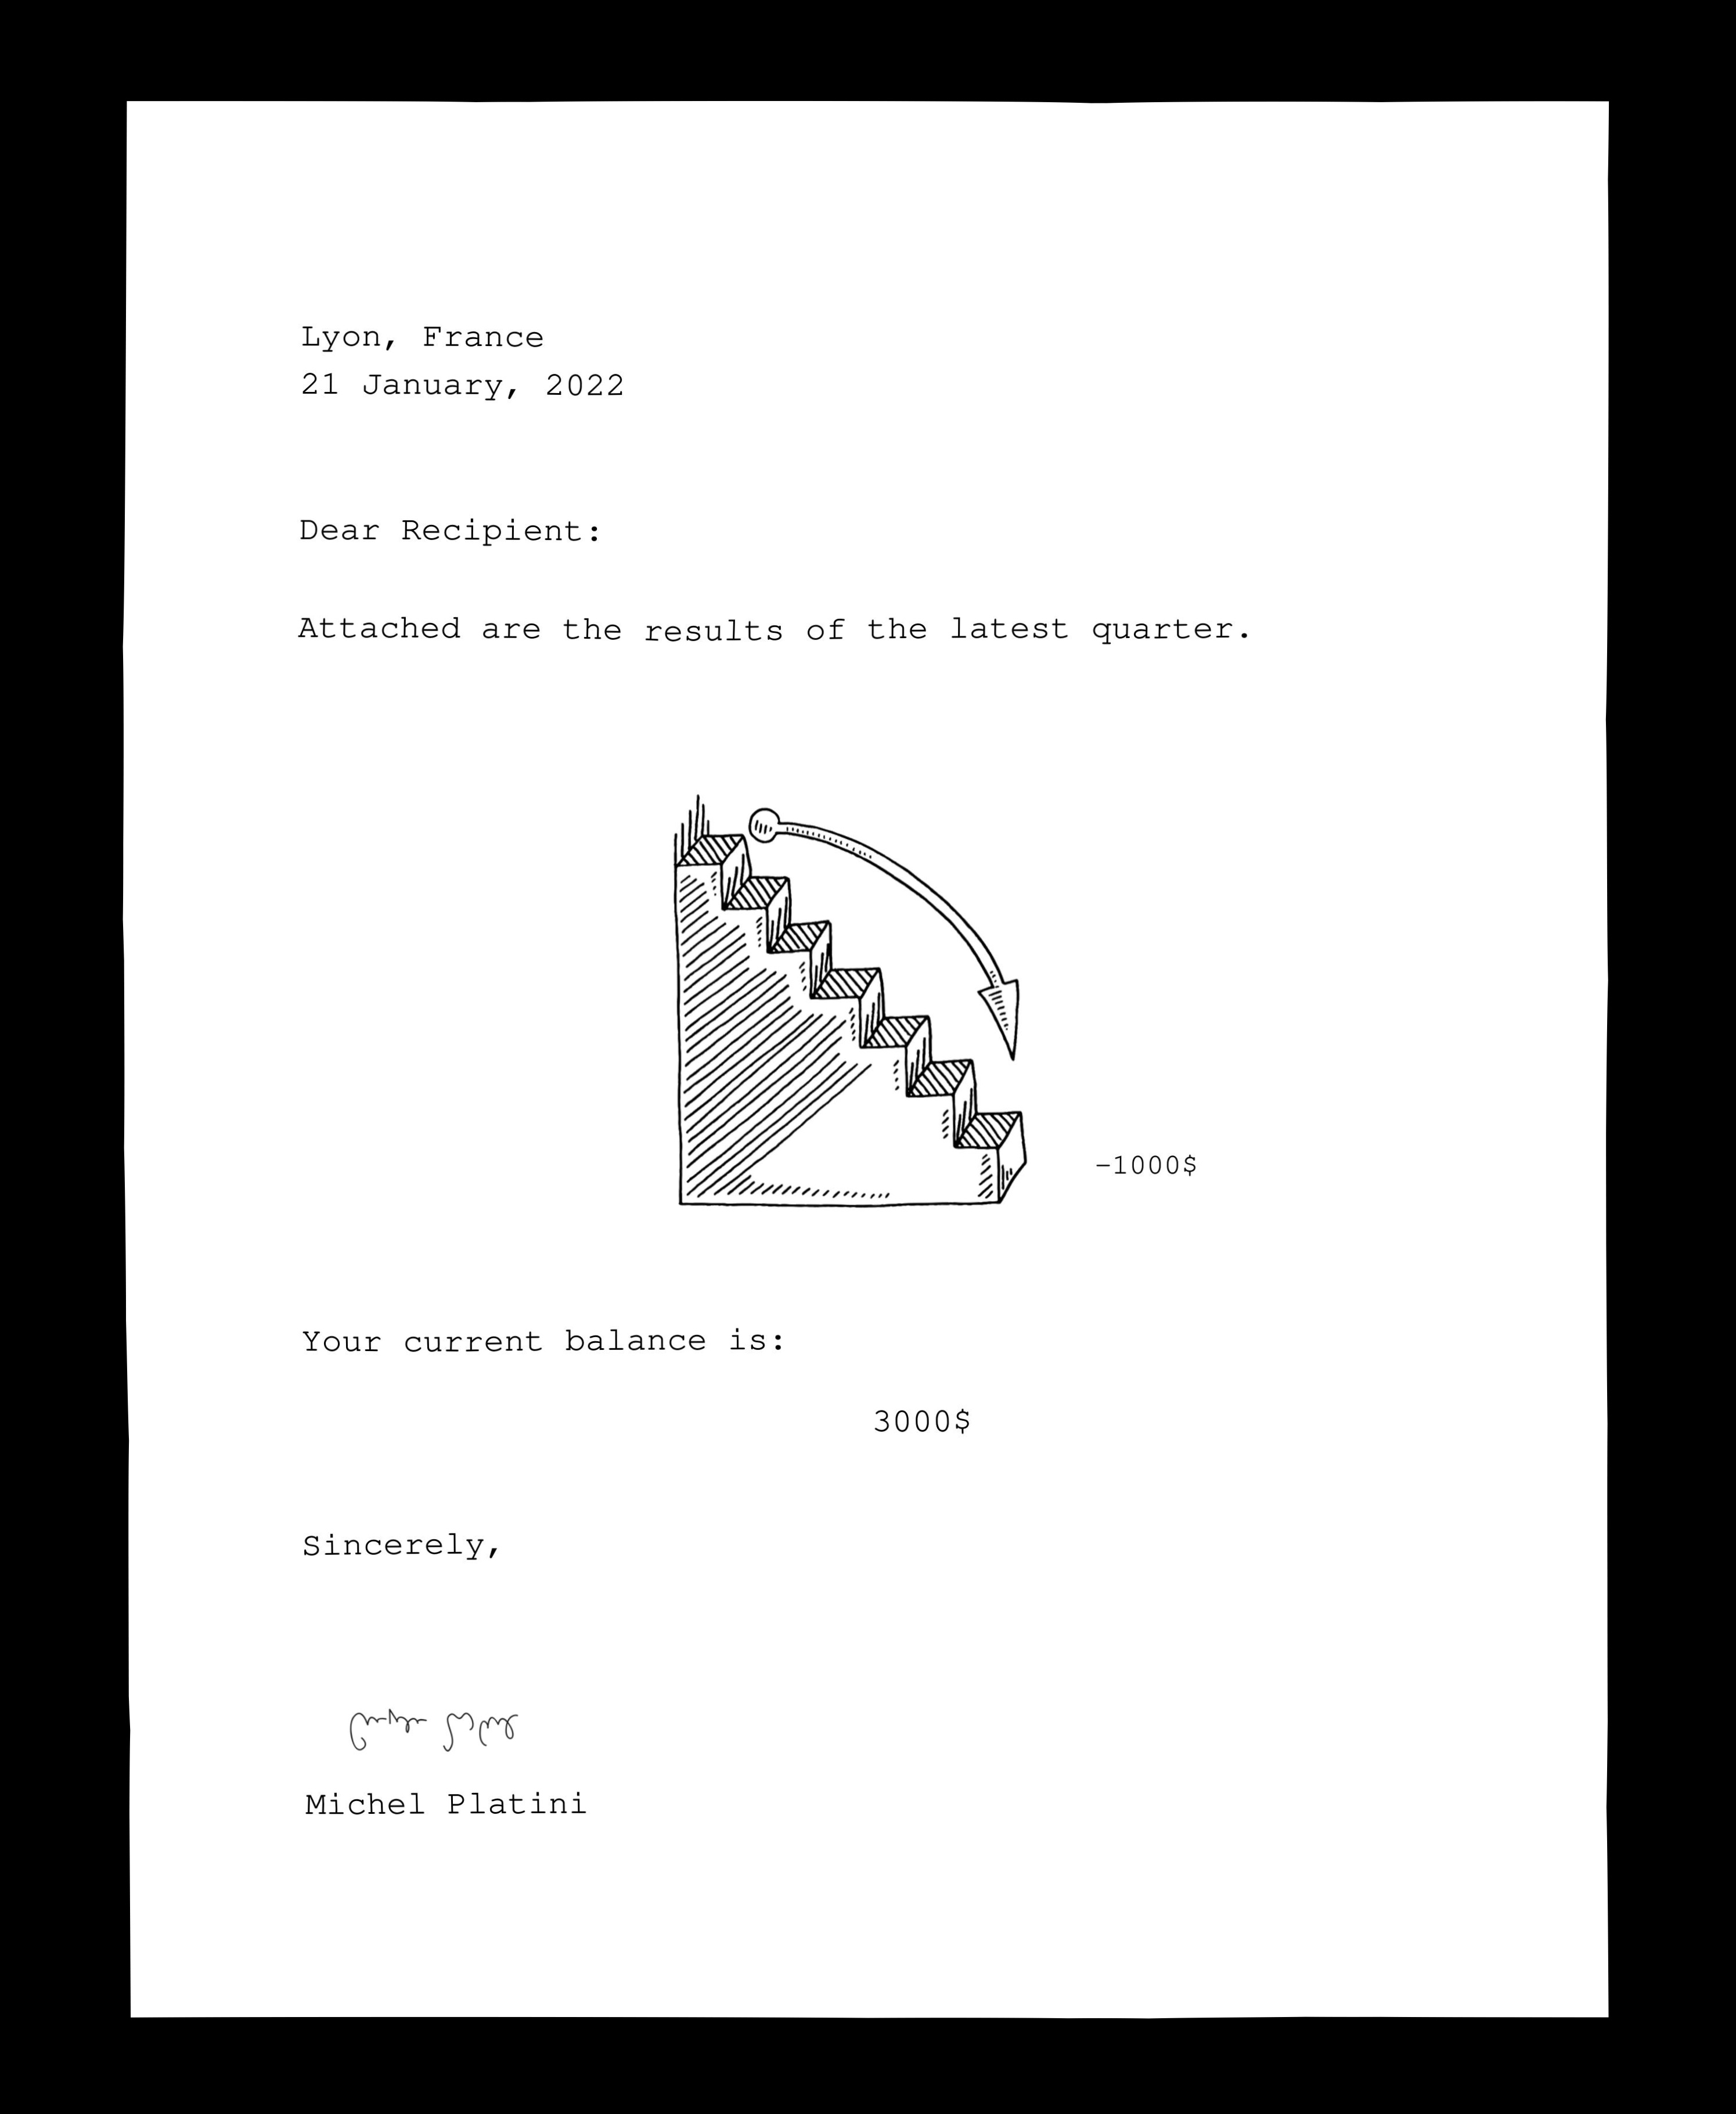 Lyon, France
21 January, 2022
Dear Recipient:
Attached are the results of the latest quarter.
-1000$
Your current balance is:
3000$
Sincerely,
Michel Platini